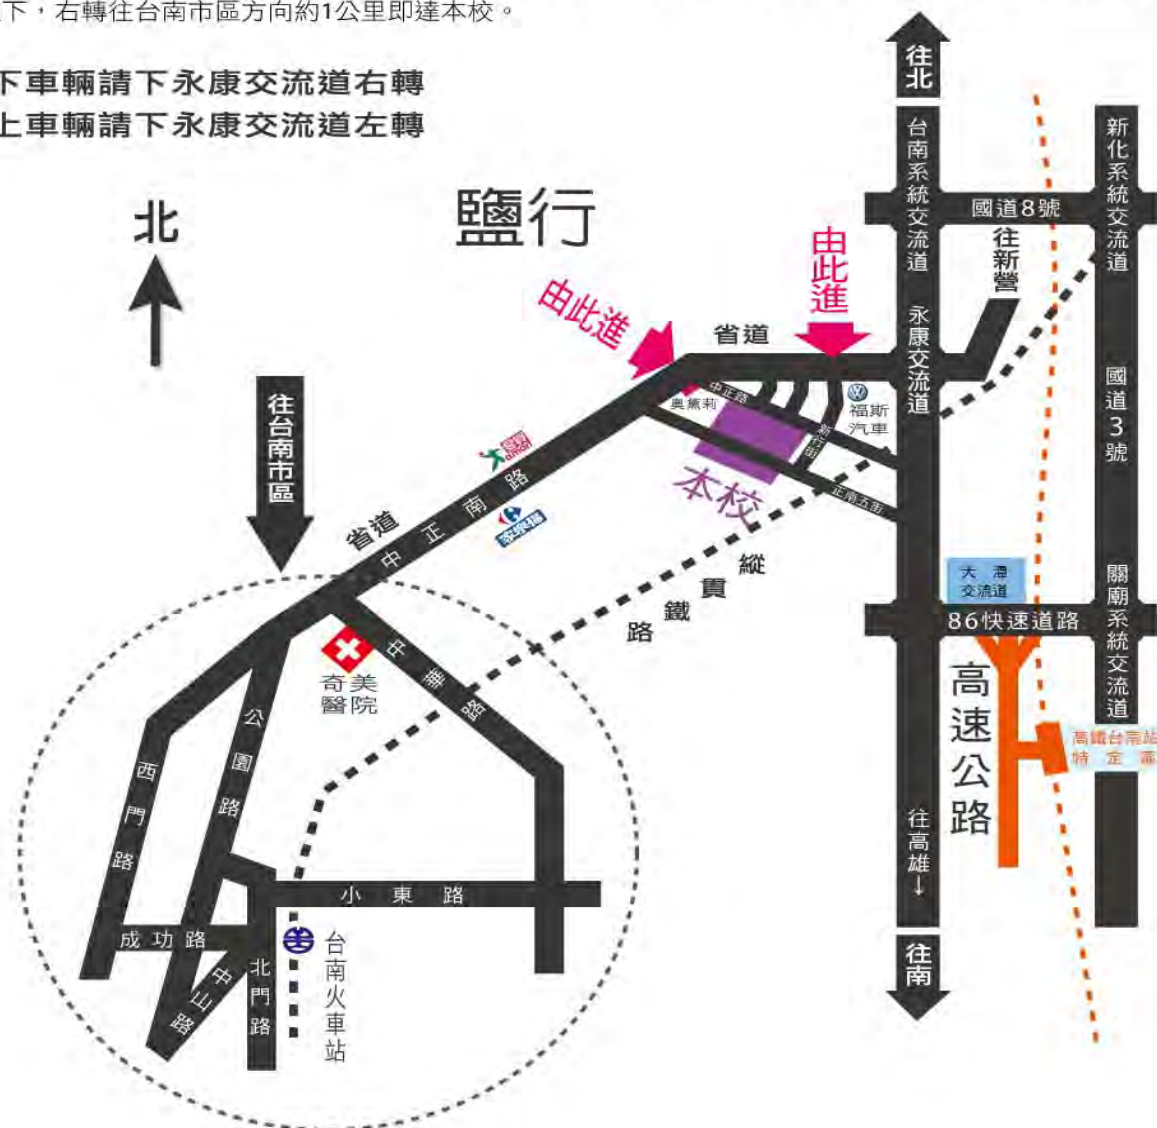 下，右轉往台南市區方向約1公里即達本校。
下車輛請下永康交流道右轉
上車輛請下永康交流道左轉
北
鹽行
往北
台南系統交流道
新化系統交流道
國道8號
往新營
由此進
由此進
省道
永康交流道
國道3號
往台南市區
中正路
奧黛莉
福斯
汽車
新行街
本校
正南五街
省道
中正南路
家樂福
縱貫鐵路
大潭
交流道
86快速道路
關廟系統交流道
奇美
醫院
中華路
公園路
西門路
高速公路
高鐵台南站
特定區
往高雄↓
小東路
成功路
中山路
北門路
台南火車站
往南